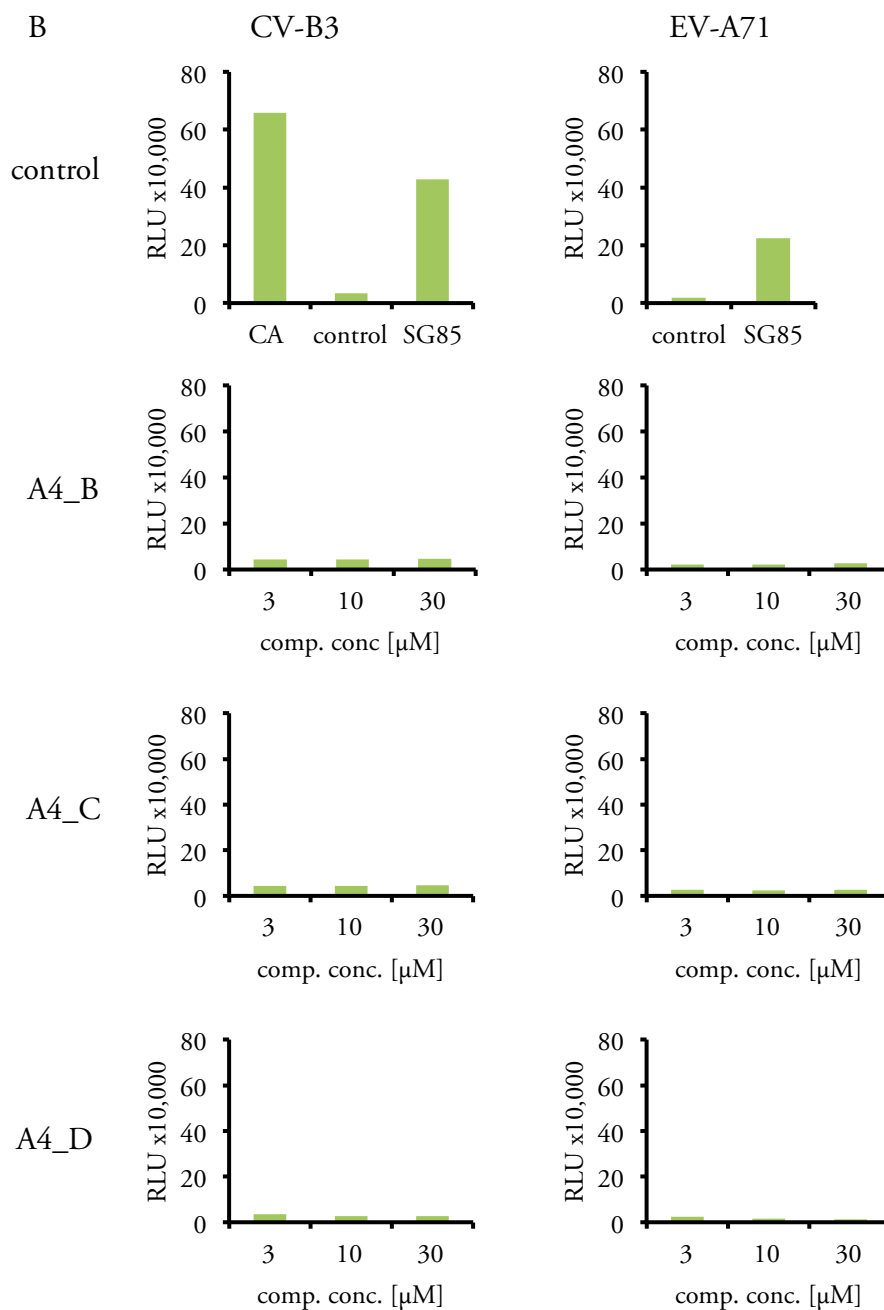 B CV-B3 EV-A71
control
RLU x10,000
80
60
40
20
0
CA control SG85
RLU x10,000
80
60
40
20
0
control SG85
A4_B
RLU x10,000
80
60
40
20
0
3 10 30
comp. conc [µM]
RLU x10,000
80
60
40
20
0
3 10 30
comp. conc. [µM]
A4_C
RLU x10,000
80
60
40
20
0
3 10 30
comp. conc. [µM]
RLU x10,000
80
60
40
20
0
3 10 30
comp. conc. [µM]
A4_D
RLU x10,000
80
60
40
20
0
3 10 30
comp. conc. [µM]
RLU x10,000
80
60
40
20
0
3 10 30
comp. conc. [µM]